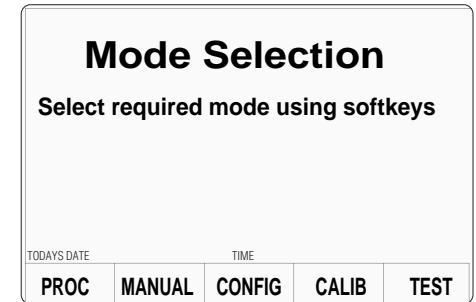 Mode Selection
Select required mode using softkeys
TODAYS DATE TIME
PROC MANUAL CONFIG CALIB TEST